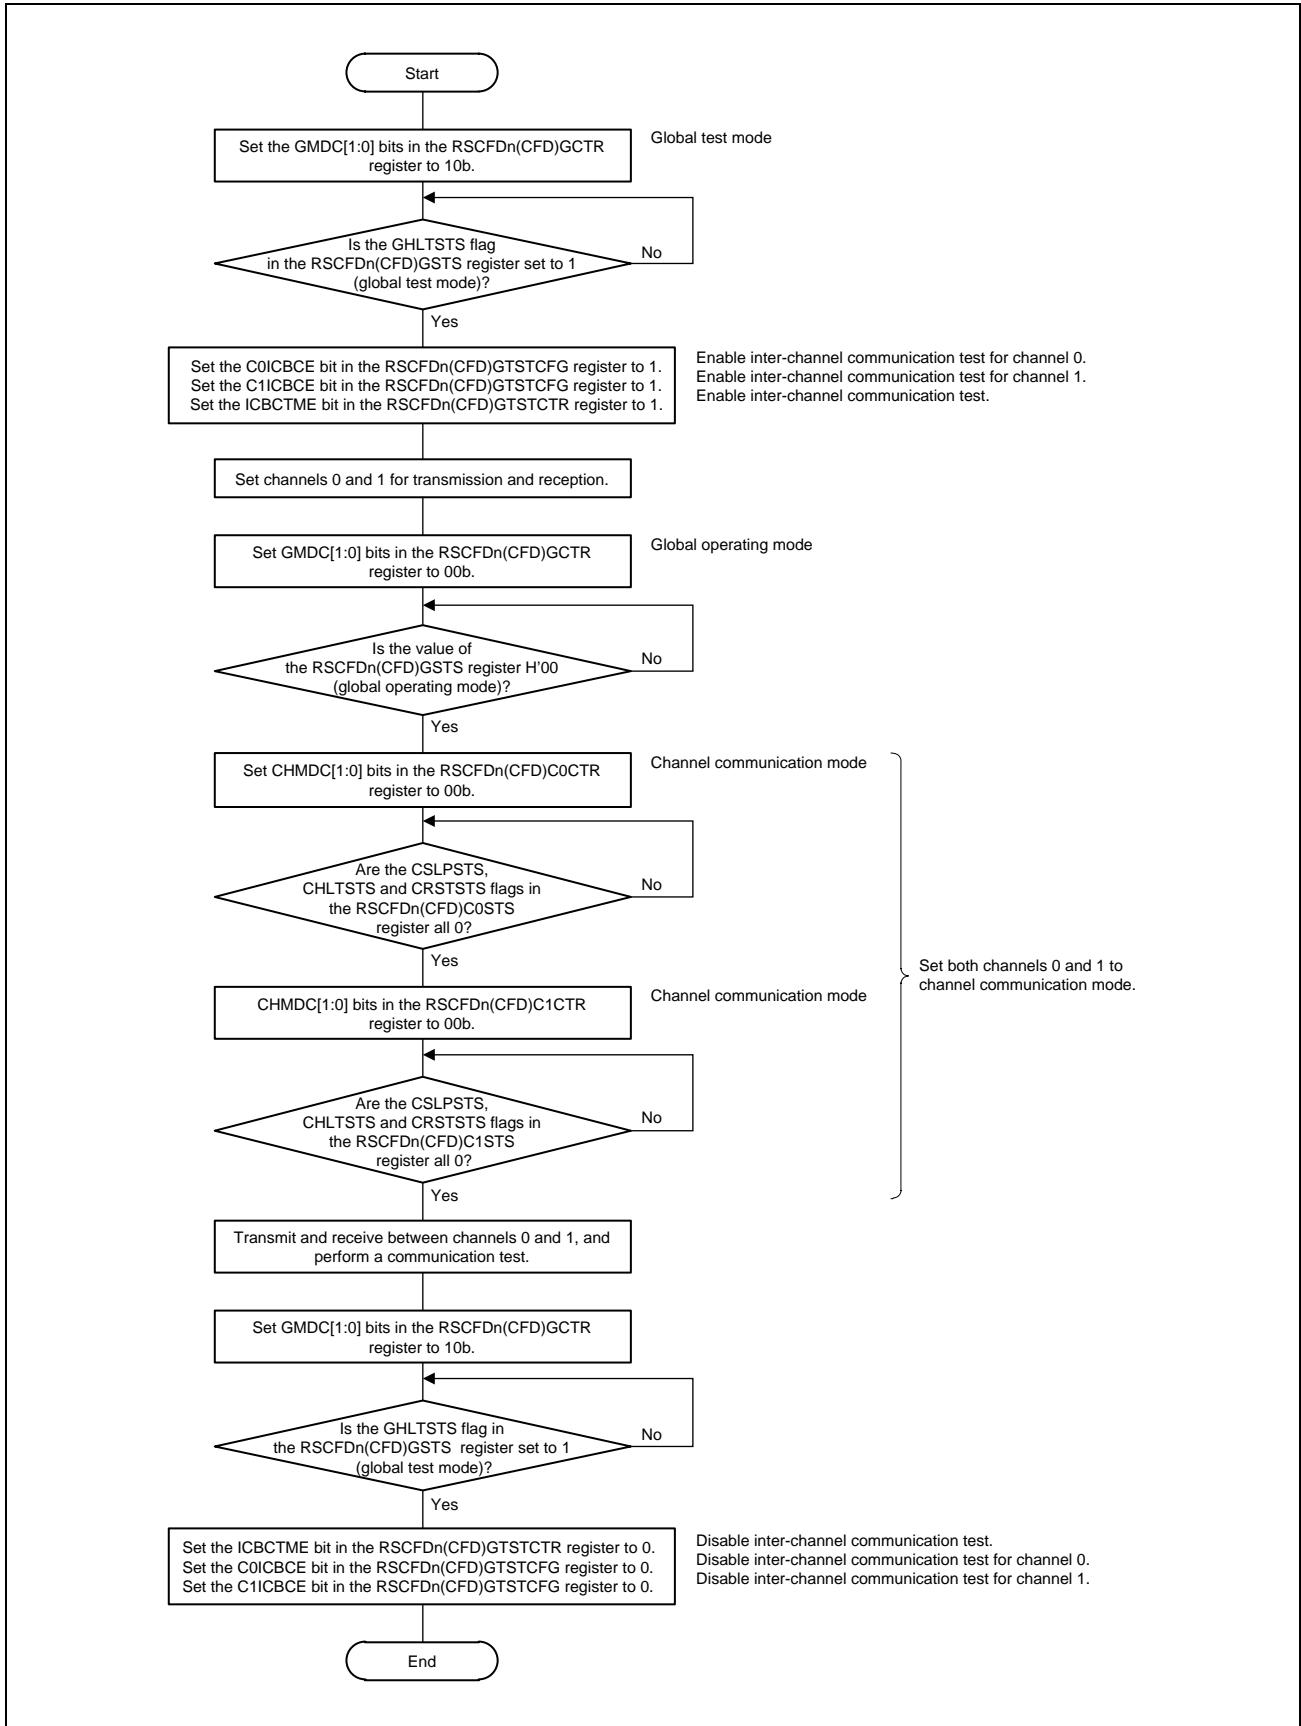 Start
Set the GMDC[1:0] bits in the RSCFDn(CFD)GCTR
register to 10b.
Global test mode
Is the GHLTSTS flag
in the RSCFDn(CFD)GSTS register set to 1
(global test mode)?
No
Yes
Set the C0ICBCE bit in the RSCFDn(CFD)GTSTCFG register to 1.
Set the C1ICBCE bit in the RSCFDn(CFD)GTSTCFG register to 1.
Set the ICBCTME bit in the RSCFDn(CFD)GTSTCTR register to 1.
Enable inter-channel communication test for channel 0.
Enable inter-channel communication test for channel 1.
Enable inter-channel communication test.
Set channels 0 and 1 for transmission and reception.
Set GMDC[1:0] bits in the RSCFDn(CFD)GCTR
register to 00b.
Global operating mode
Is the value of
the RSCFDn(CFD)GSTS register H'00
(global operating mode)?
No
Yes
Set CHMDC[1:0] bits in the RSCFDn(CFD)C0CTR
register to 00b.
Channel communication mode
Are the CSLPSTS,
CHLTSTS and CRSTSTS flags in
the RSCFDn(CFD)C0STS
register all 0?
No
Yes
CHMDC[1:0] bits in the RSCFDn(CFD)C1CTR
register to 00b.
Channel communication mode
Set both channels 0 and 1 to
channel communication mode.
Are the CSLPSTS,
CHLTSTS and CRSTSTS flags in
the RSCFDn(CFD)C1STS
register all 0?
No
Yes
Transmit and receive between channels 0 and 1, and
perform a communication test.
Set GMDC[1:0] bits in the RSCFDn(CFD)GCTR
register to 10b.
Is the GHLTSTS flag in
the RSCFDn(CFD)GSTS  register set to 1
(global test mode)?
No
Yes
Set the ICBCTME bit in the RSCFDn(CFD)GTSTCTR register to 0.
Set the C0ICBCE bit in the RSCFDn(CFD)GTSTCFG register to 0.
Set the C1ICBCE bit in the RSCFDn(CFD)GTSTCFG register to 0.
Disable inter-channel communication test.
Disable inter-channel communication test for channel 0.
Disable inter-channel communication test for channel 1.
End